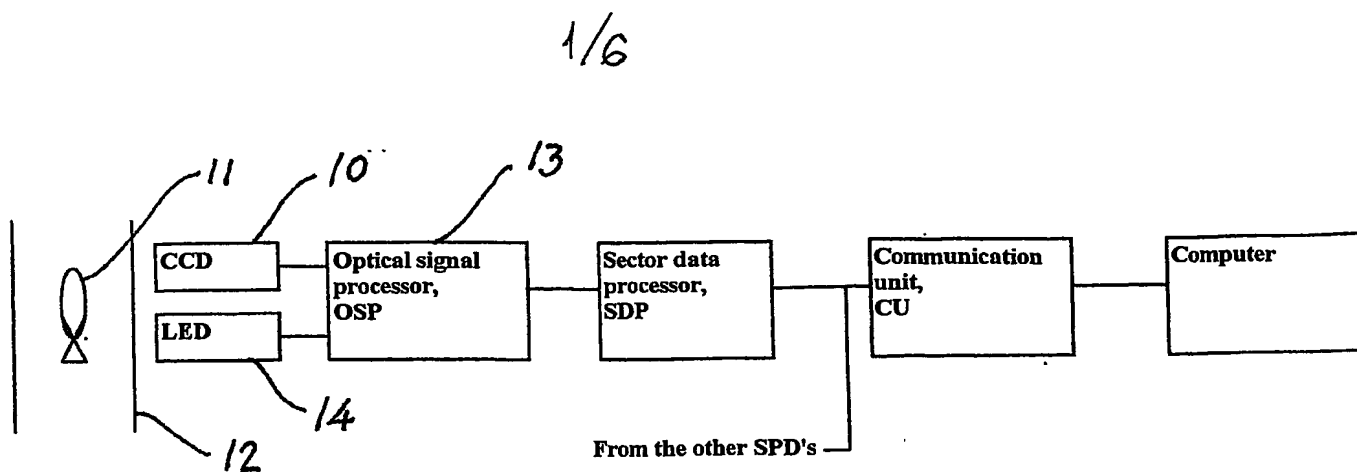 1/6
11
10
13
CCD
LED
Optical signal
processor,
OSP
Sector data
processor,
SDP
Communication
unit,
CU
Computer
14
12
From the other SPD's